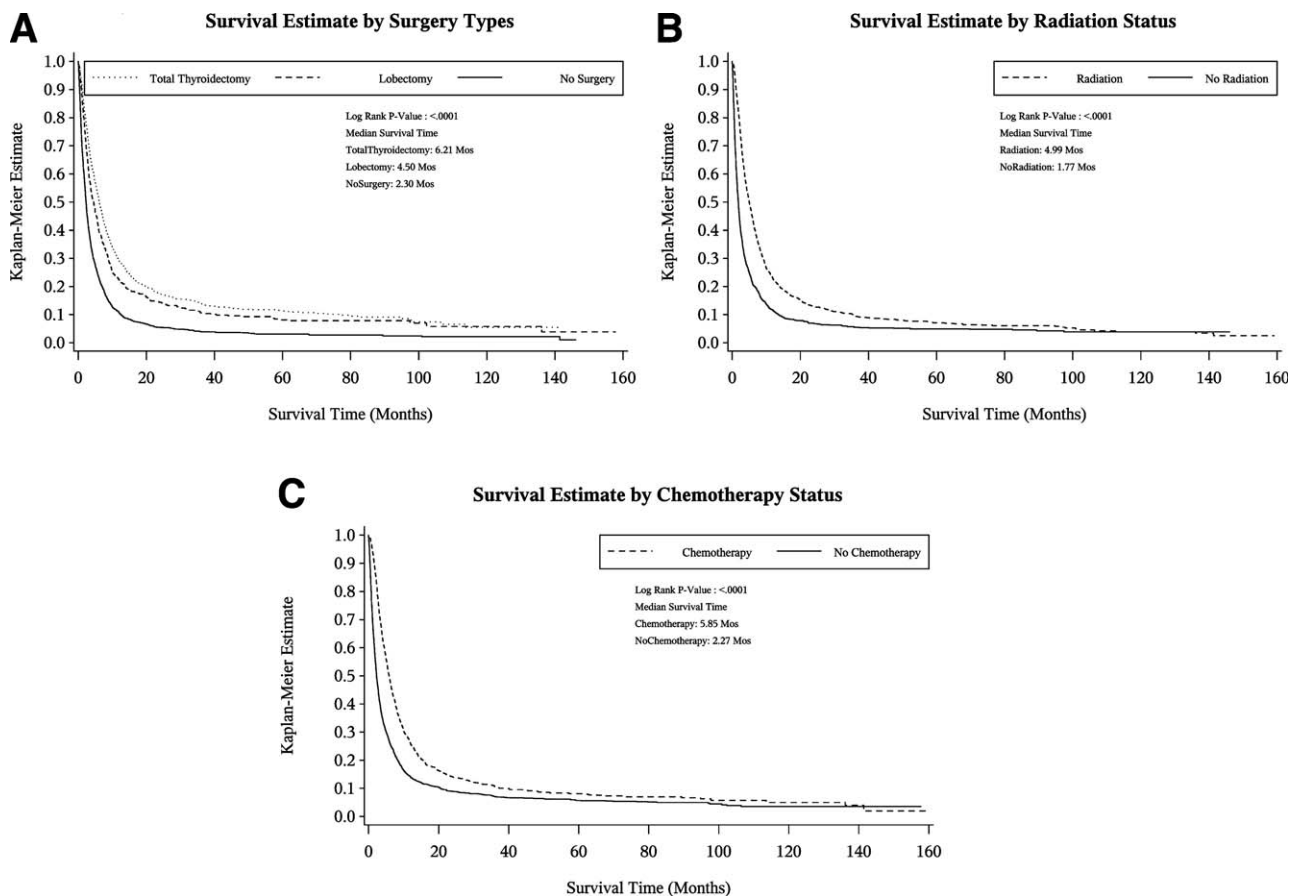 A
Survival Estimate by Surgery Types
Total Thyroidectomy Lobectomy No Surgery
Log Rank P-Value : <.0001
Median Survival Time
TotalThyroidectomy: 6.21 Mos
Lobectomy: 4.50 Mos
NoSurgery: 2.30 Mos
Kaplan-Meier Estimate
1.0
0.9
0.8
0.7
0.6
0.5
0.4
0.3
0.2
0.1
0.0
0 20 40 60 80 100 120 140 160
Survival Time (Months)
B
Survival Estimate by Radiation Status
Radiation No Radiation
Log Rank P-Value : <.0001
Median Survival Time
Radiation: 4.99 Mos
NoRadiation: 1.77 Mos
Kaplan-Meier Estimate
1.0
0.9
0.8
0.7
0.6
0.5
0.4
0.3
0.2
0.1
0.0
0 20 40 60 80 100 120 140 160
Survival Time (Months)
C
Survival Estimate by Chemotherapy Status
Chemotherapy No Chemotherapy
Log Rank P-Value : <.0001
Median Survival Time
Chemotherapy: 5.85 Mos
NoChemotherapy: 2.27 Mos
Kaplan-Meier Estimate
1.0
0.9
0.8
0.7
0.6
0.5
0.4
0.3
0.2
0.1
0.0
0 20 40 60 80 100 120 140 160
Survival Time (Months)